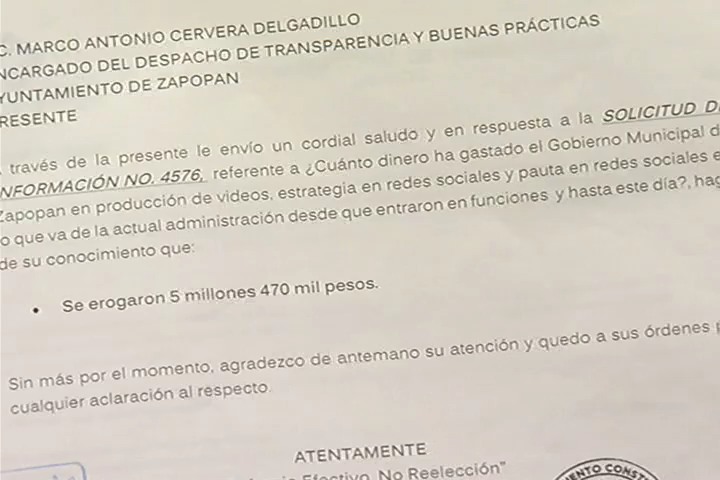 C. MARCO ANTONIO CERVERA DELGADILLO
NCARGADO DEL DESPACHO DE TRANSPARENCIA Y BUENAS PRÁCTICAS
YUNTAMIENTO DE ZAPOPAN
RESENTE
través de la presente le envío un cordial saludo y en respuesta a la SOLICITUD D
NFORMACIÓN NO. 4576, referente a ¿Cuánto dinero ha gastado el Gobierno Municipal d
Zapopan en producción de videos, estrategia en redes sociales y pauta en redes sociales e
o que va de la actual administración desde que entraron en funciones y hasta este día?, hag
de su conocimiento que:
• Se erogaron 5 millones 470 mil pesos.
Sin más por el momento, agradezco de antemano su atención y quedo a sus órdenes p
cualquier aclaración al respecto.
ATENTAMENTE
Efectivo. No Reelección"
ENTO CONST